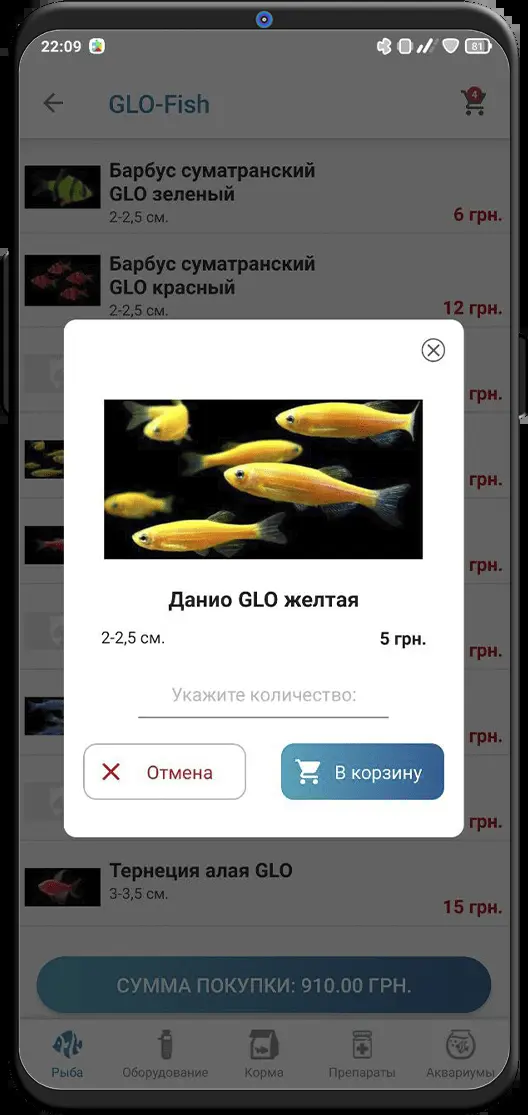 22:09
81
GLO-Fish
4
Барбус суматранский
GLO зеленый
2-2,5 см.
6 грн.
Барбус суматранский
GLO красный
2-2,5 см.
12 грн.
грн.
грн.
грн.
грн.
грн.
грн.
Данио GLO желтая
2-2,5 см.
5 грн.
Укажите количество:
Отмена
В корзину
Тернеция алая GLO
3-3,5 см.
15 грн.
СУММА ПОКУПКИ: 910.00 ГРН.
Рыба
Оборудование
Корма
Препараты
Аквариумы